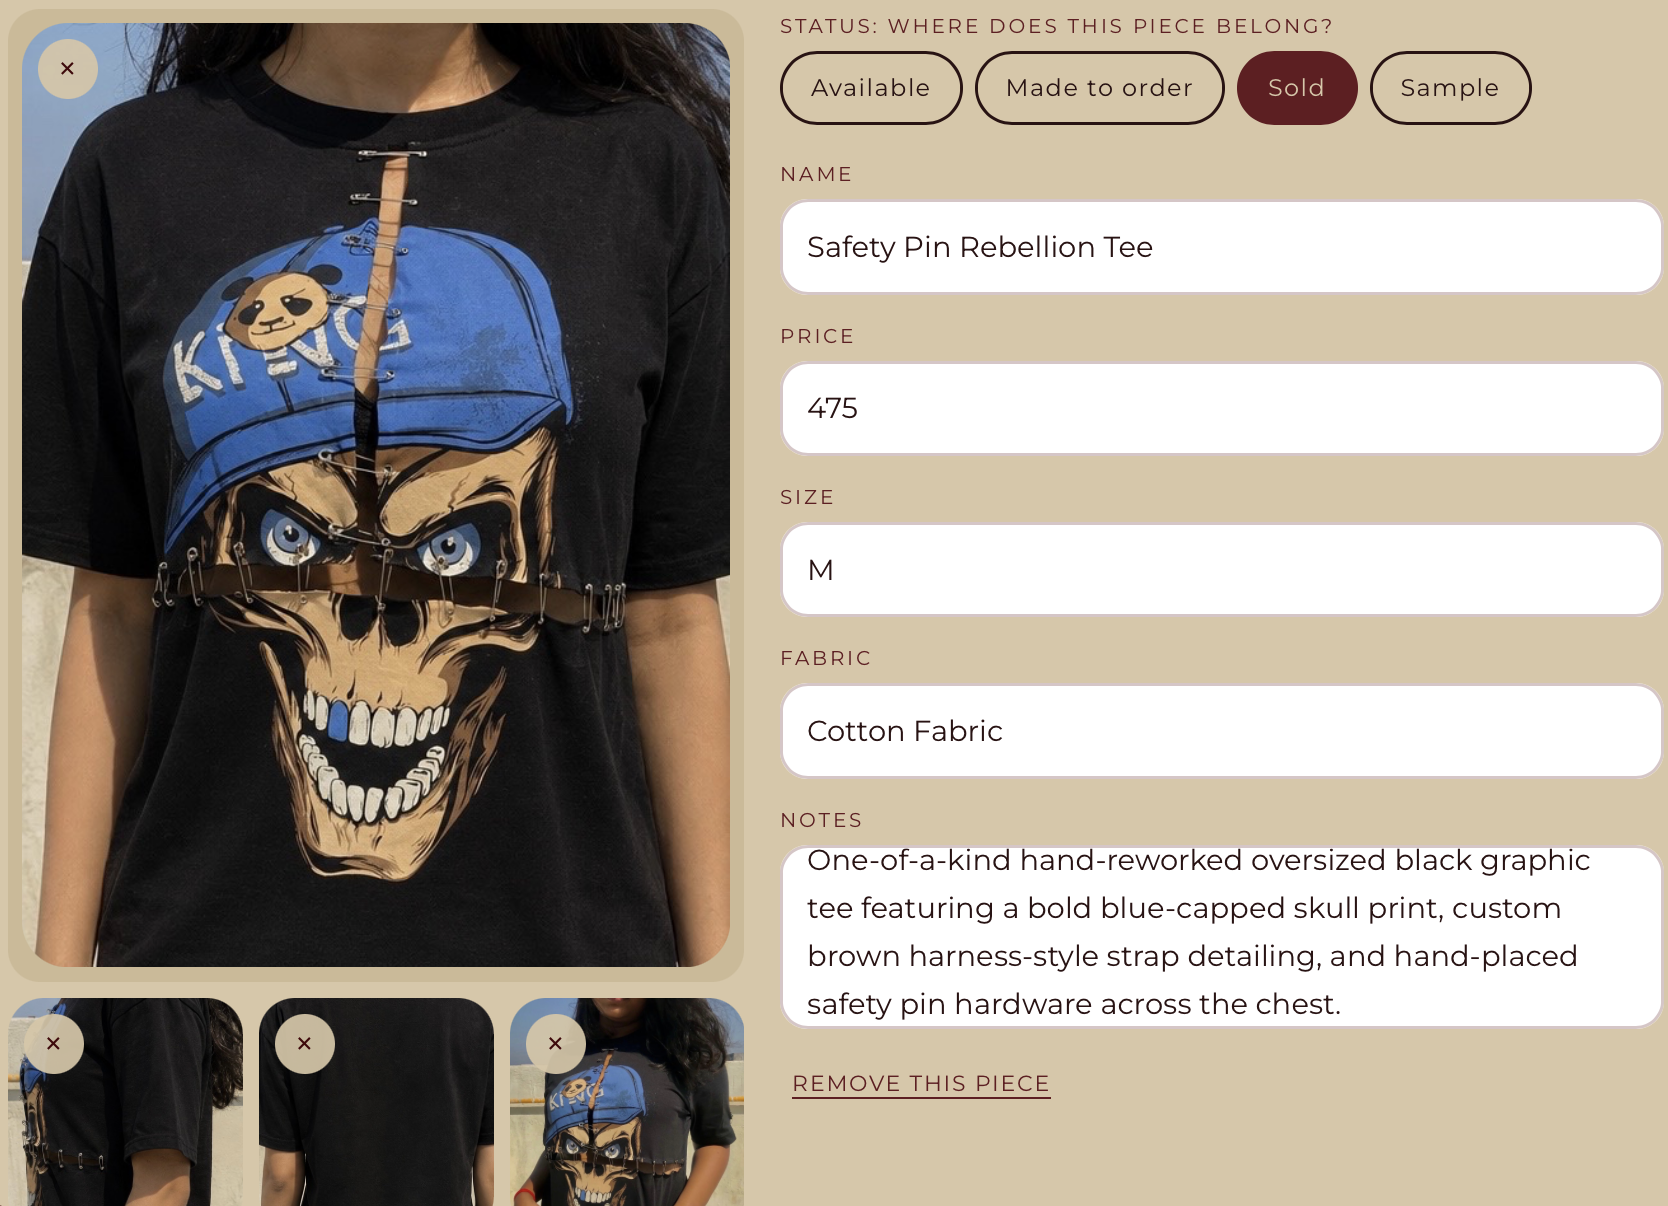 STATUS: WHERE DOES THIS PIECE BELONG?
Available
Made to order
Sold
Sample
NAME
Safety Pin Rebellion Tee
PRICE
475
SIZE
M
FABRIC
Cotton Fabric
NOTES
One-of-a-kind hand-reworked oversized black graphic
tee featuring a bold blue-capped skull print, custom
brown harness-style strap detailing, and hand-placed
safety pin hardware across the chest.
REMOVE THIS PIECE